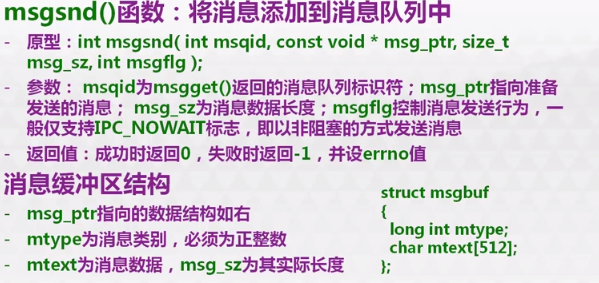 msgsnd()函数：将消息添加到消息队列中
- 原型：int msgsnd( int msqid, const void * msg_ptr, size_t
msg_sz, int msgflg );
- 参数： msqid为msgget()返回的消息队列标识符；msg_ptr指向准备
发送的消息； msg_sz为消息数据长度；msgflg控制消息发送行为，一
般仅支持IPC_NOWAIT标志，即以非阻塞的方式发送消息
- 返回值：成功时返回0，失败时返回-1，并设errno值
消息缓冲区结构
- msg_ptr指向的数据结构如右
- mtype为消息类别，必须为正整数
- mtext为消息数据，msg_sz为其实际长度
struct msgbuf
{
long int mtype;
char mtext[512];
};